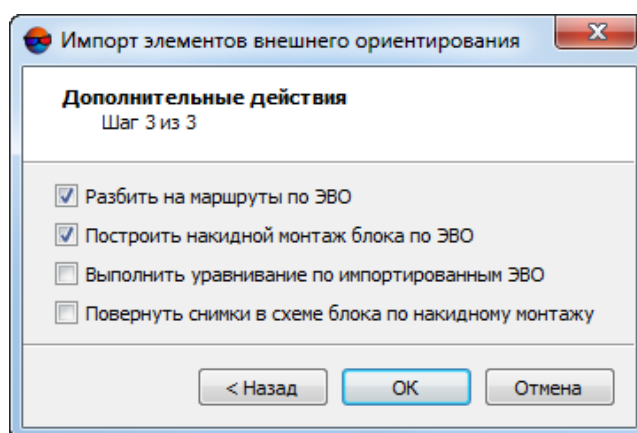 Импорт элементов внешнего ориентирования
Дополнительные действия
Шаг 3 из 3
Разбить на маршруты по ЭВО
Построить накидной монтаж блока по ЭВО
Выполнить уравнивание по импортированным ЭВО
Повернуть снимки в схеме блока по накидному монтажу
< Назад
ОК
Отмена